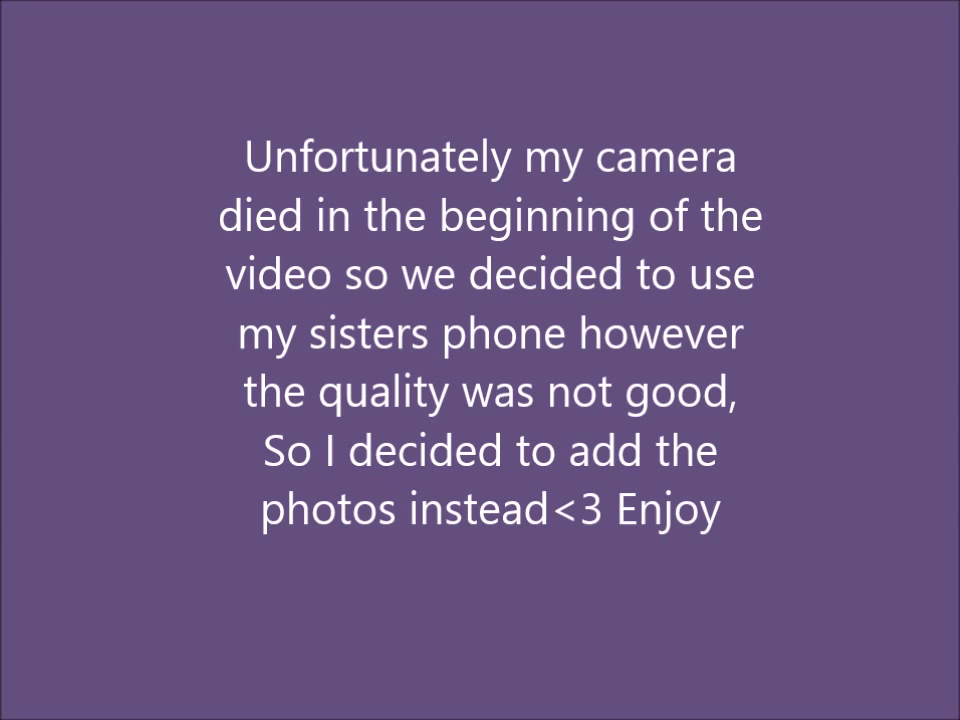 Unfortunately my camera
died in the beginning of the
video so we decided to use
my sisters phone however
the quality was not good,
So I decided to add the
photos instead<3 Enjoy